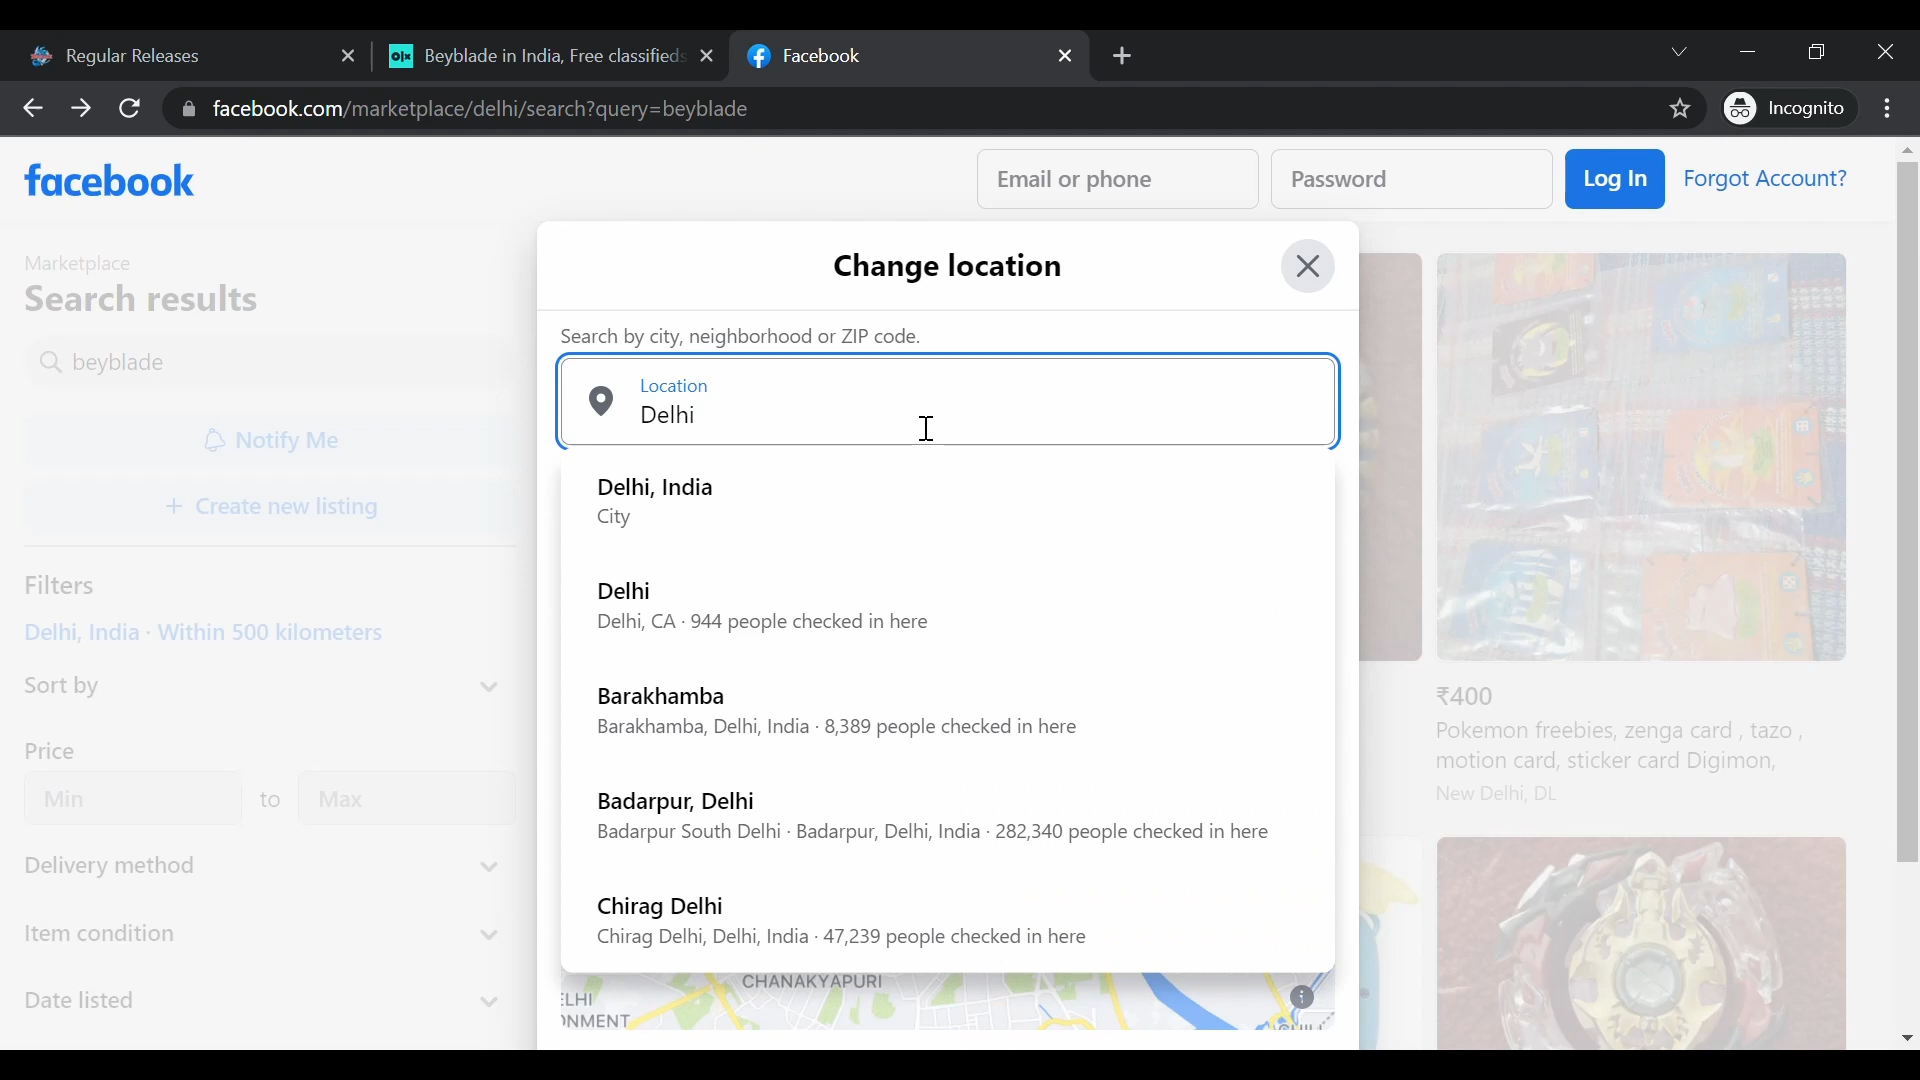 Regular Releases
olx Beyblade in India, Free classifieds
Facebook
facebook.com/marketplace/delhi/search?query=beyblade
Incognito
facebook
Email or phone
Password
Log In
Forgot Account?
Marketplace
Search results
beyblade
Notify Me
+ Create new listing
Filters
Delhi, India · Within 500 kilometers
Sort by
Price
Min
to
Max
Delivery method
Item condition
Date listed
Change location
Search by city, neighborhood or ZIP code.
Location
Delhi
Delhi, India
City
Delhi
Delhi, CA · 944 people checked in here
Barakhamba
Barakhamba, Delhi, India · 8,389 people checked in here
Badarpur, Delhi
Badarpur South Delhi · Badarpur, Delhi, India · 282,340 people checked in here
Chirag Delhi
Chirag Delhi, Delhi, India · 47,239 people checked in here
CHANAKYAPURI
ELHI
ONMENT
₹400
Pokemon freebies, zenga card , tazo ,
motion card, sticker card Digimon,
New Delhi, DL